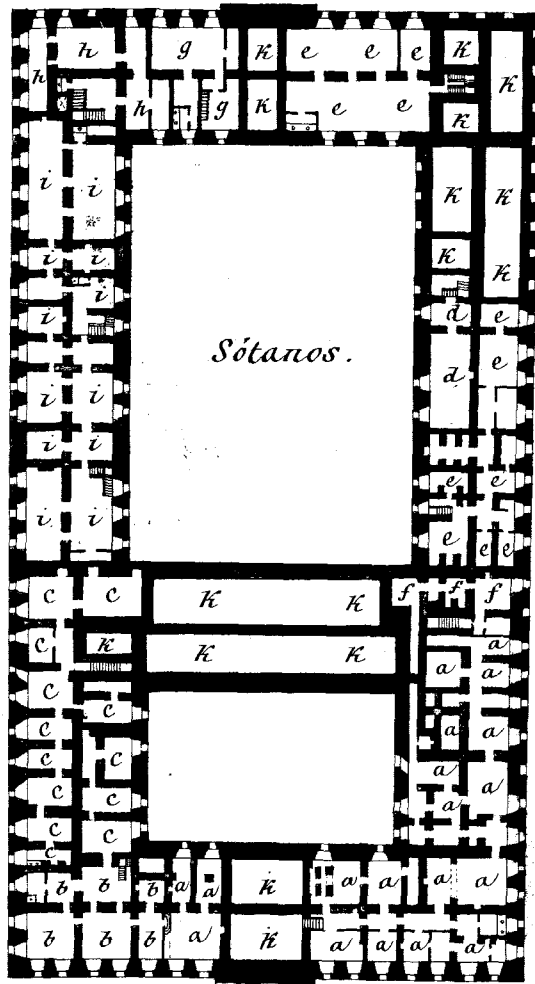 h g k e e e k
h h g k e e k k
i i k k
i i k
i i d e k
Sótanos.
i i d e
i i e e
i i e e e
c c k k f f f
c k k k a a
c c a a
c c a a
c c a a
c c a
c
b b b a a k a a a a
b b b a k a a a a